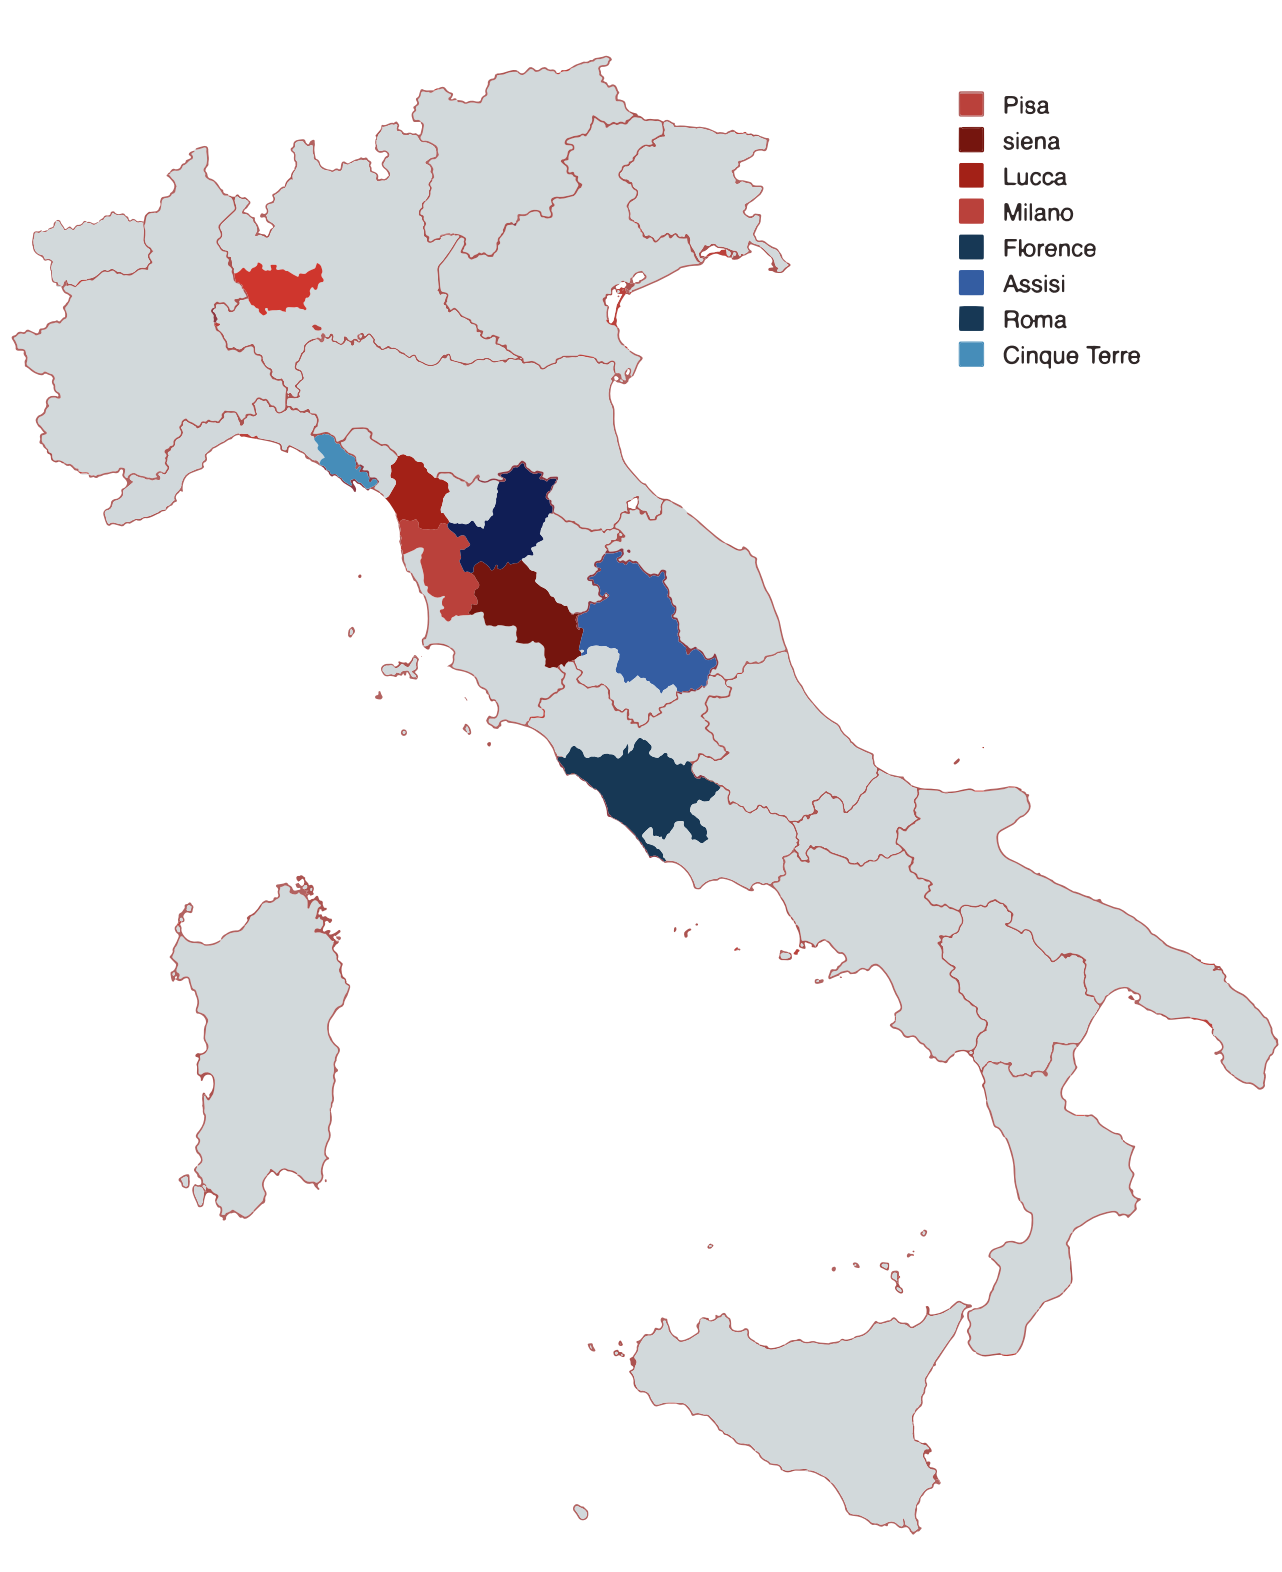 Pisa
siena
Lucca
Milano
Florence
Assisi
Roma
Cinque Terre